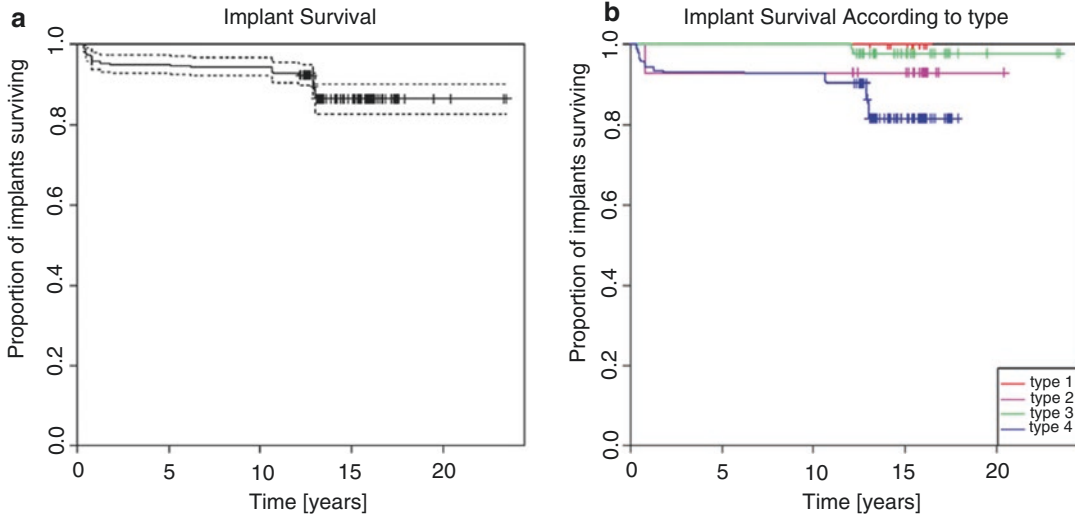 a
Implant Survival
Proportion of implants surviving
1.0
0.8
0.6
0.4
0.2
0.0
0 5 10 15 20
Time [years]
b
Implant Survival According to type
Proportion of implants surviving
1.0
0.8
0.6
0.4
0.2
0.0
type 1
type 2
type 3
type 4
0 5 10 15 20
Time [years]